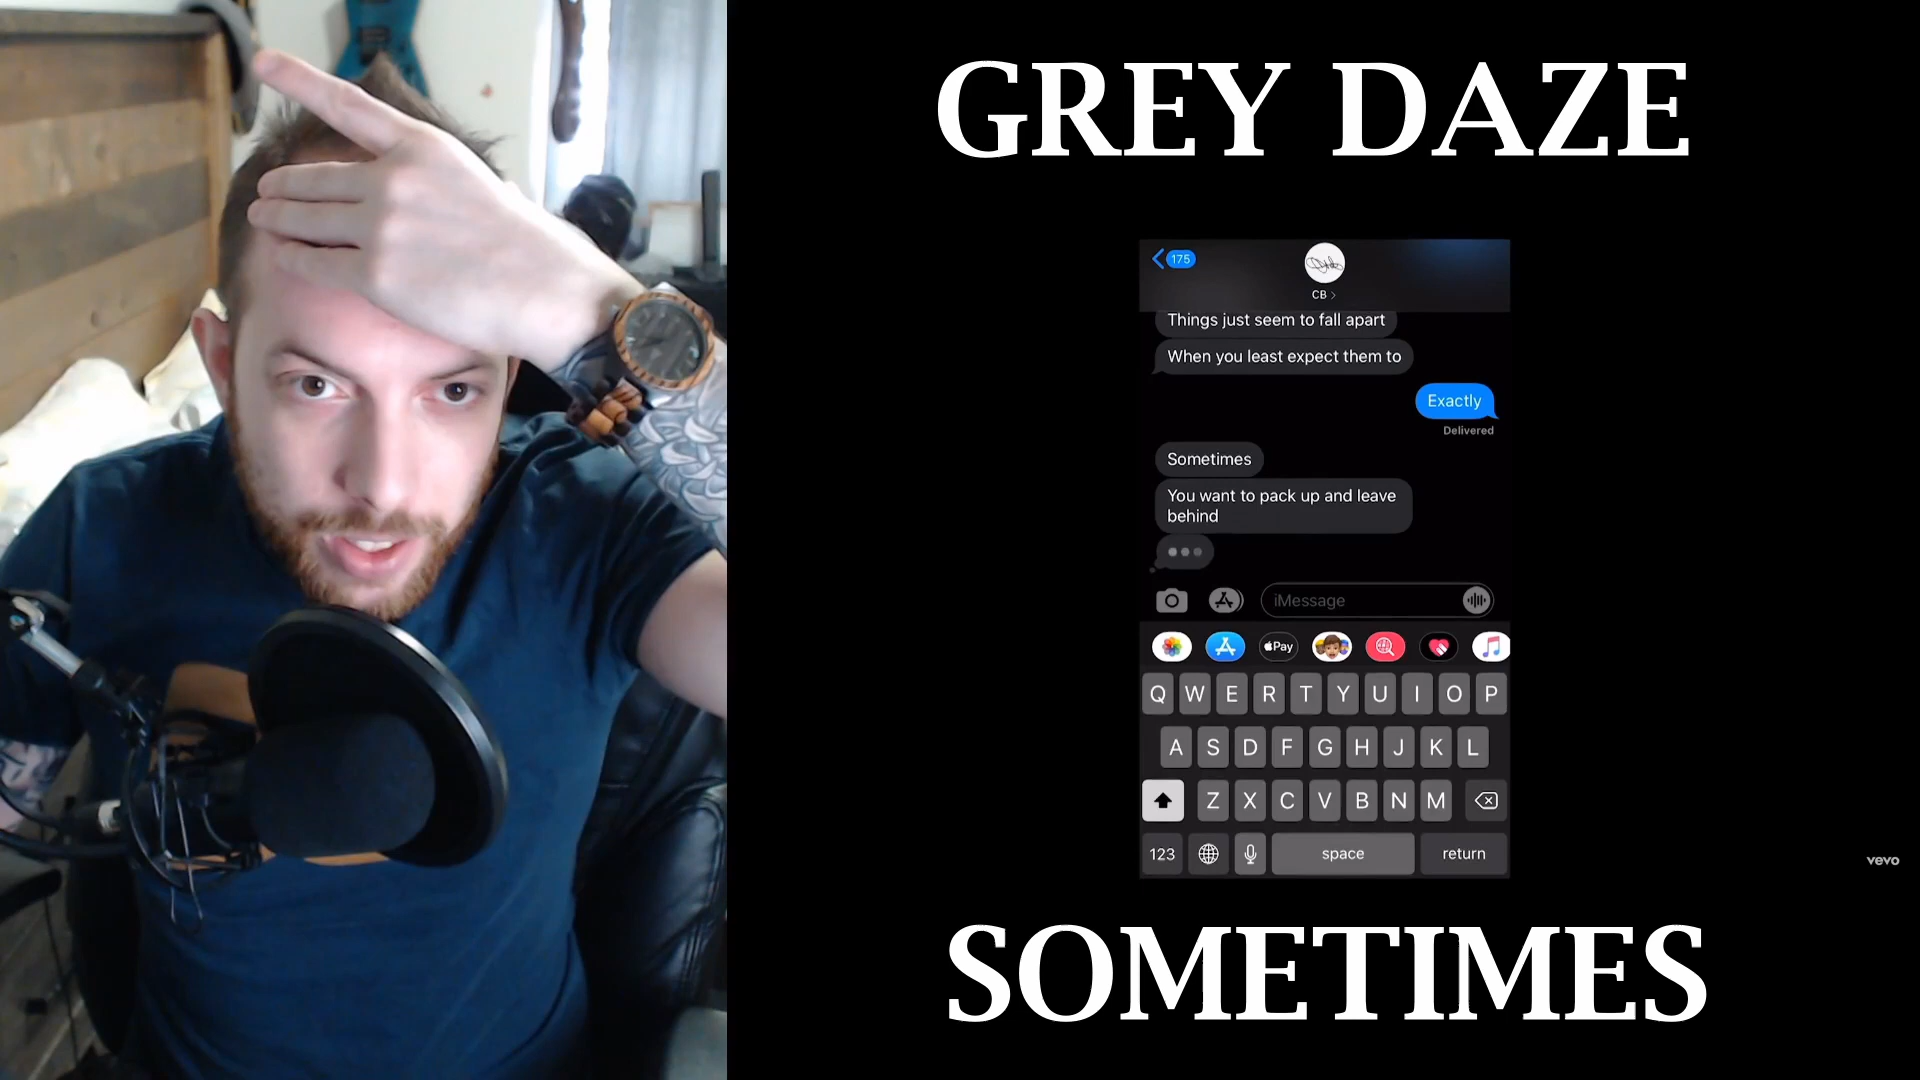 GREY DAZE
175
CB >
Things just seem to fall apart
When you least expect them to
Exactly
Delivered
Sometimes
You want to pack up and leave
behind
iMessage
Pay
Q W E R T Y U I O P
A S D F G H J K L
Z X C V B N M
123
space
return
vevo
SOMETIMES